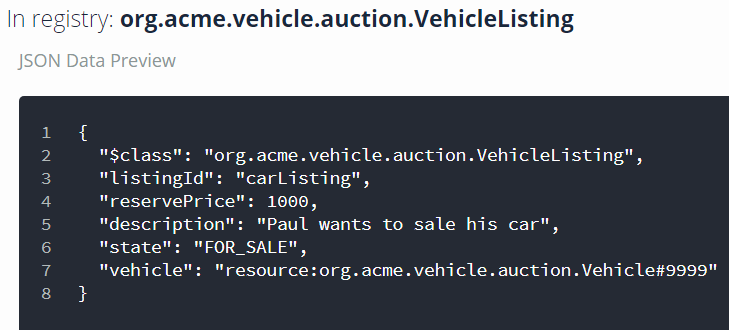 In registry: org.acme.vehicle.auction.VehicleListing
JSON Data Preview
1 {
2 "$class": "org.acme.vehicle.auction.VehicleListing",
3 "listingId": "carListing",
4 "reservePrice": 1000,
5 "description": "Paul wants to sale his car",
6 "state": "FOR_SALE",
7 "vehicle": "resource:org.acme.vehicle.auction.Vehicle#9999"
8 }